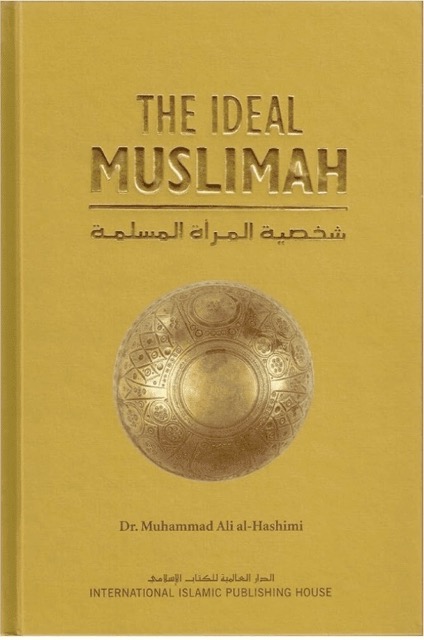 THE IDEAL
MUSLIMAH
شخصية المرأة المسلمة
Dr. Muhammad Ali al-Hashimi
الدار العالمية للكتاب الإسلامي
INTERNATIONAL ISLAMIC PUBLISHING HOUSE